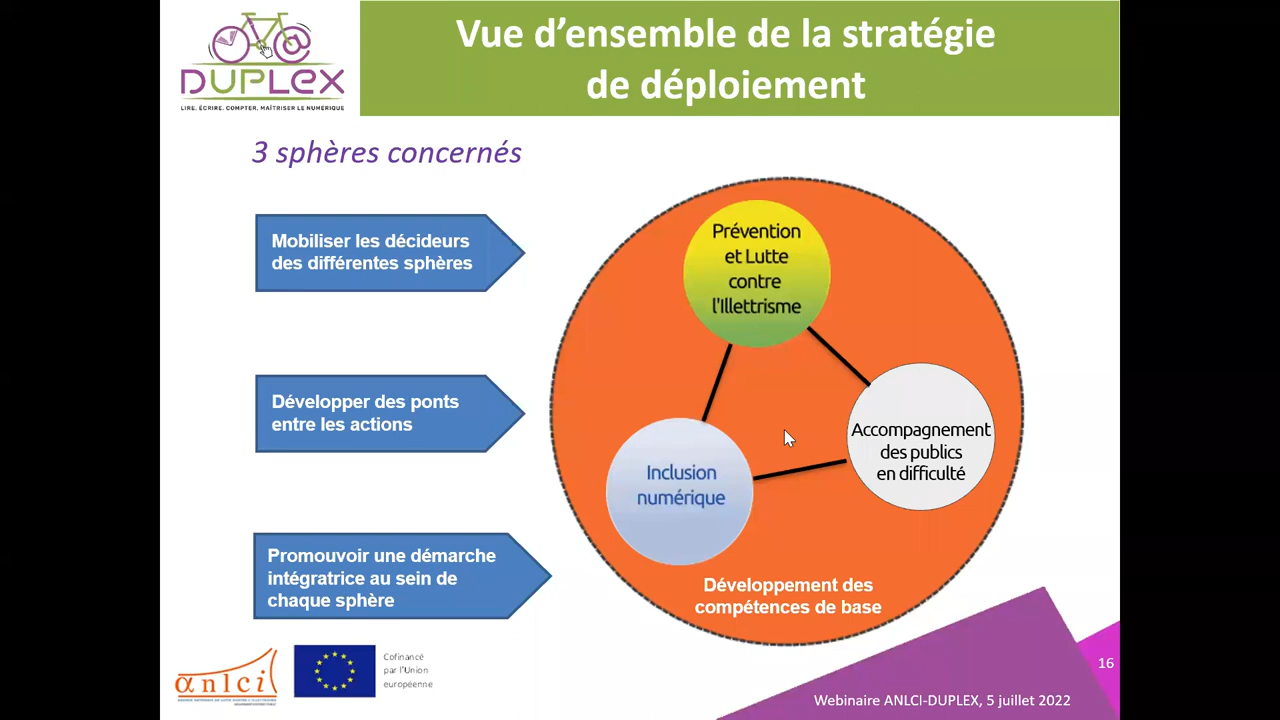 DUPLEX
LIRE, ÉCRIRE, COMPTER, MAÎTRISER LE NUMÉRIQUE
Vue d’ensemble de la stratégie
de déploiement
3 sphères concernés
Mobiliser les décideurs
des différentes sphères
Développer des ponts
entre les actions
Promouvoir une démarche
intégratrice au sein de
chaque sphère
Prévention
et Lutte
contre
l'Illettrisme
Accompagnement
des publics
en difficulté
Inclusion
numérique
Développement des
compétences de base
anlci
Cofinancé
par l'Union
européenne
16
Webinaire ANLCI-DUPLEX, 5 juillet 2022